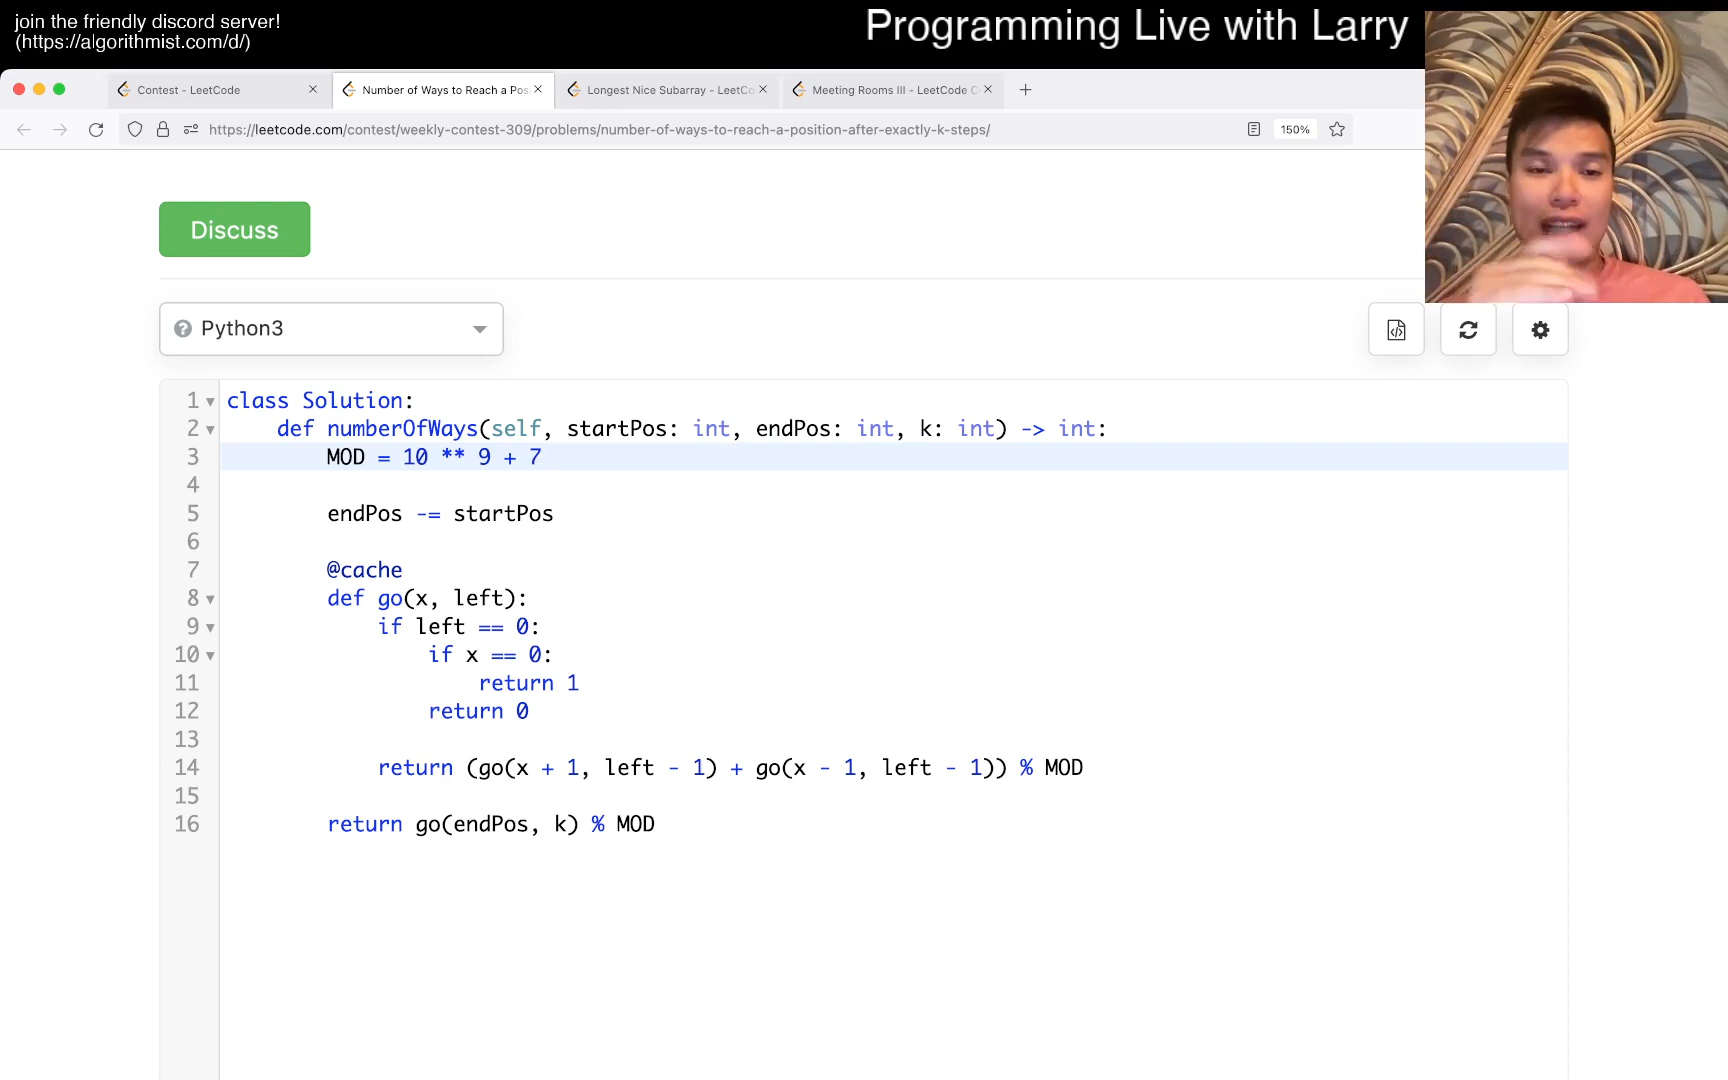 join the friendly discord server!
(https://algorithmist.com/d/)
Programming Live with Larry
Contest - LeetCode
Number of Ways to Reach a Pos
Longest Nice Subarray - LeetCo
Meeting Rooms III - LeetCode C
https://leetcode.com/contest/weekly-contest-309/problems/number-of-ways-to-reach-a-position-after-exactly-k-steps/
150%
Discuss
Python3
1 class Solution:
2     def numberOfWays(self, startPos: int, endPos: int, k: int) -> int:
3         MOD = 10 ** 9 + 7
4
5         endPos -= startPos
6
7         @cache
8         def go(x, left):
9             if left == 0:
10                 if x == 0:
11                     return 1
12                 return 0
13
14             return (go(x + 1, left - 1) + go(x - 1, left - 1)) % MOD
15
16         return go(endPos, k) % MOD